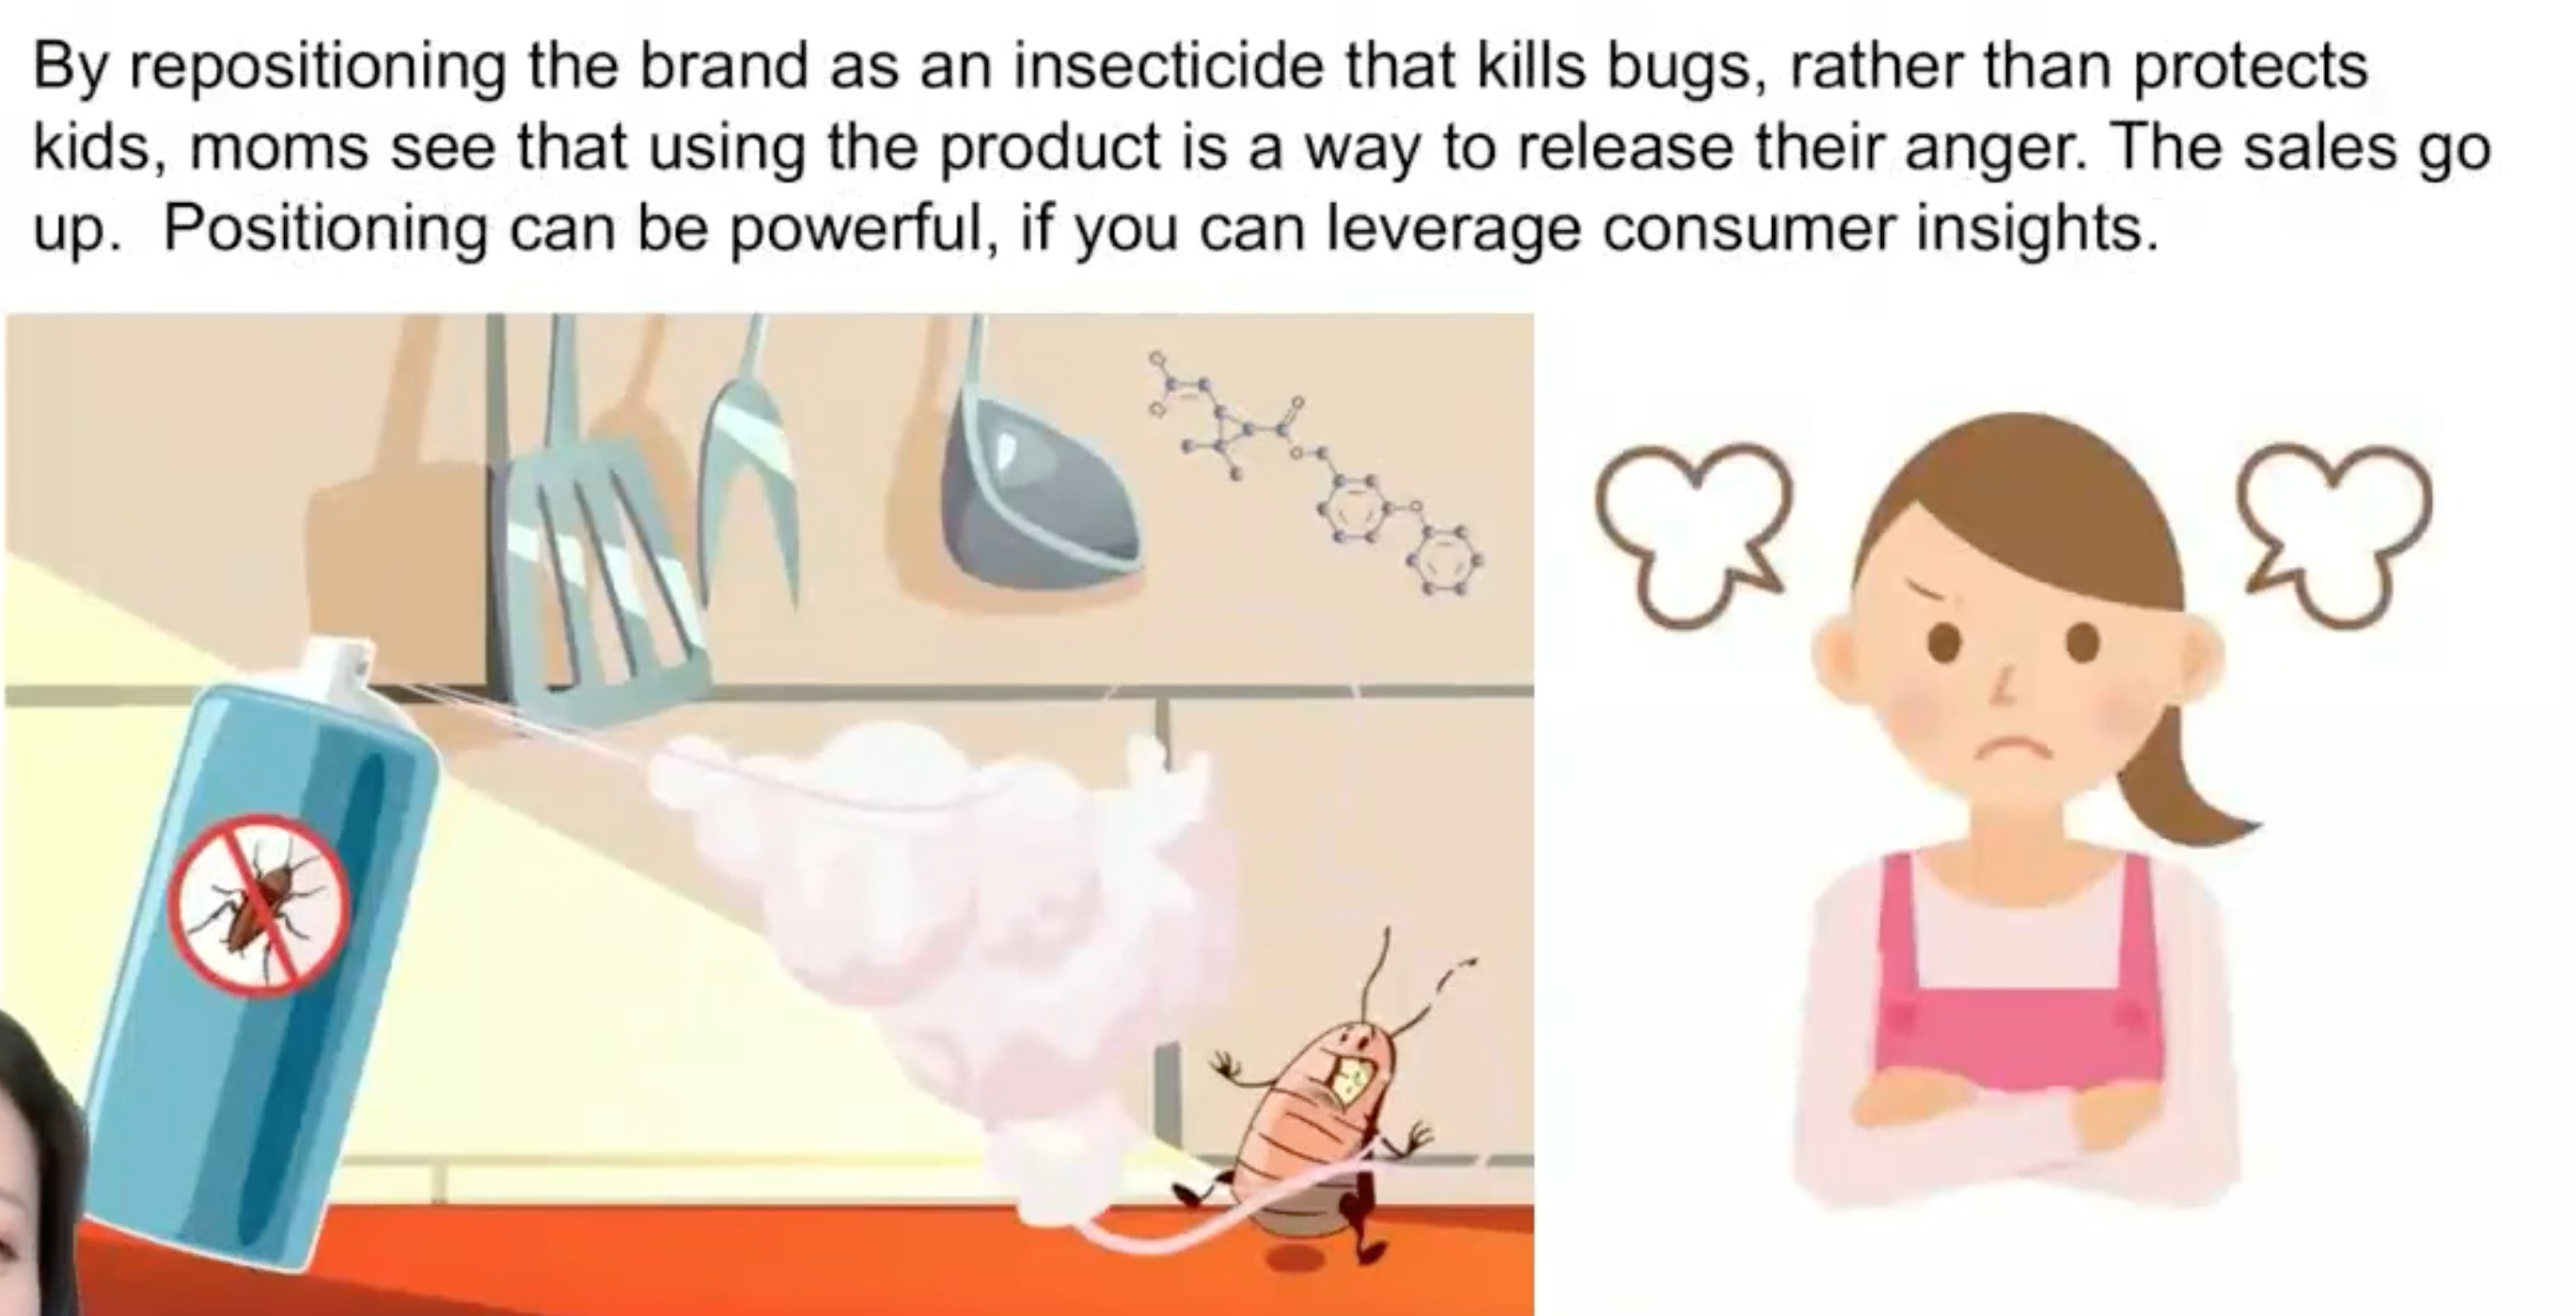 By repositioning the brand as an insecticide that kills bugs, rather than protects
kids, moms see that using the product is a way to release their anger. The sales go
up.  Positioning can be powerful, if you can leverage consumer insights.